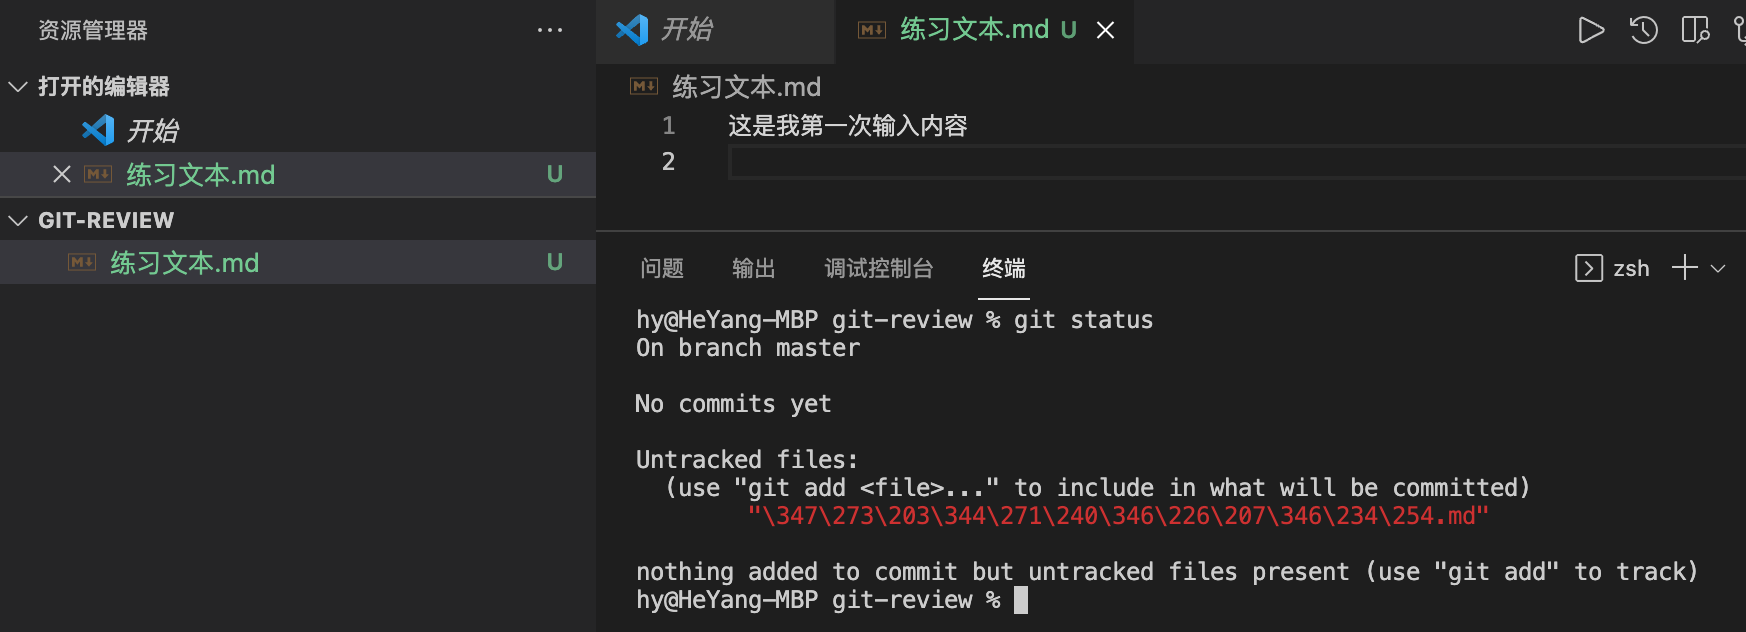 资源管理器
打开的编辑器
开始
练习文本.md U
GIT-REVIEW
练习文本.md U
开始
练习文本.md U
练习文本.md
1 这是我第一次输入内容
2
问题 输出 调试控制台 终端 zsh
hy@HeYang-MBP git-review % git status
On branch master
No commits yet
Untracked files:
(use "git add <file>..." to include in what will be committed)
"\347\273\203\344\271\240\346\226\207\346\234\254.md"
nothing added to commit but untracked files present (use "git add" to track)
hy@HeYang-MBP git-review %